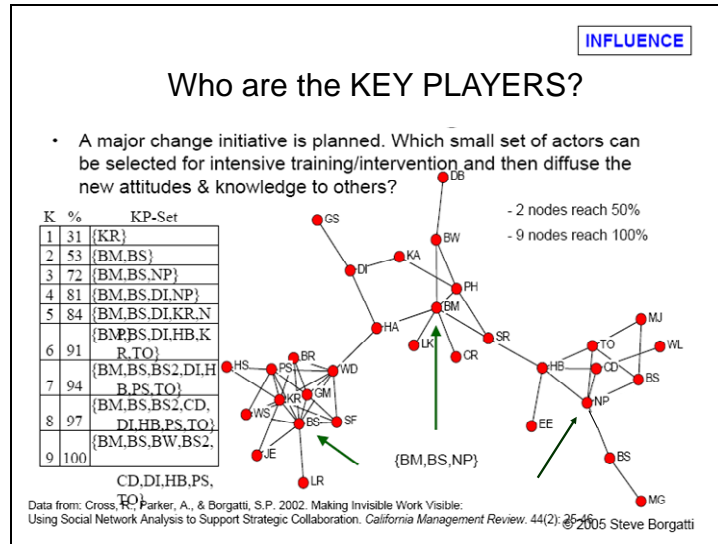 INFLUENCE
Who are the KEY PLAYERS?
• A major change initiative is planned. Which small set of actors can
be selected for intensive training/intervention and then diffuse the
new attitudes & knowledge to others?
K % KP-Set
1 31 {KR}
2 53 {BM,BS}
3 72 {BM,BS,NP}
4 81 {BM,BS,DI,NP}
5 84 {BM,BS,DI,KR,N
P}
6 91 {BM,BS,DI,HB,K
R,TO}
7 94 {BM,BS,BS2,DI,H
B,PS,TO}
8 97 {BM,BS,BS2,CD,
DI,HB,PS,TO}
9 100 {BM,BS,BW,BS2,
CD,DI,HB,PS,
TO}
- 2 nodes reach 50%
- 9 nodes reach 100%
DB
GS
BW
KA
DI
PH
BM
HA
SR
LK
CR
MJ
TO
WL
HB
CD
BS
NP
EE
BS
MG
HS
BR
PS
WD
GM
KR
WS
BS
SF
JE
LR
{BM,BS,NP}
Data from: Cross, R., Parker, A., & Borgatti, S.P. 2002. Making Invisible Work Visible:
Using Social Network Analysis to Support Strategic Collaboration. California Management Review. 44(2): 25-46
© 2005 Steve Borgatti